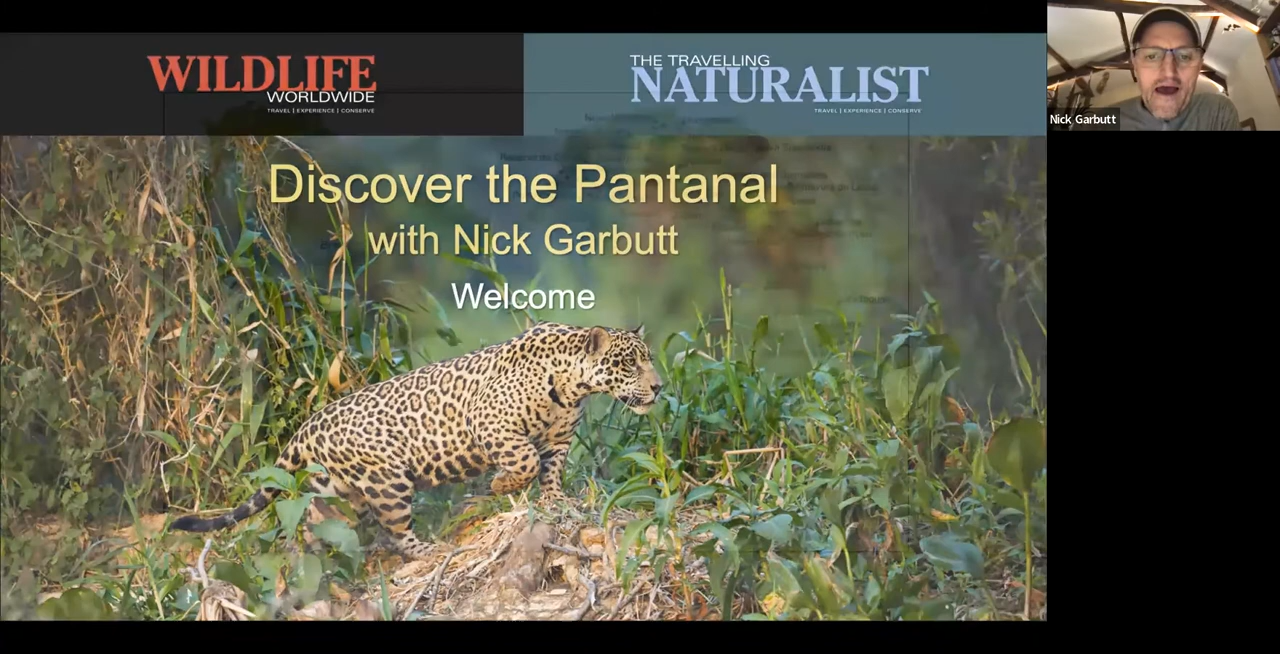 WILDLIFE
WORLDWIDE
TRAVEL | EXPERIENCE | CONSERVE
THE TRAVELLING
NATURALIST
TRAVEL | EXPERIENCE | CONSERVE
Nick Garbutt
Discover the Pantanal
with Nick Garbutt
Welcome